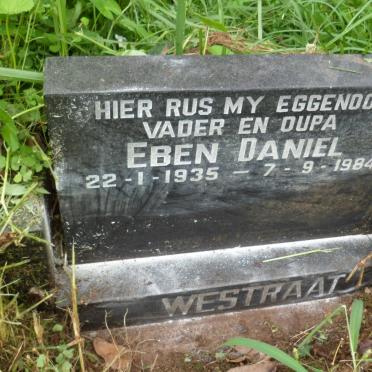 HIER RUS MY EGGENOO
VADER EN OUPA
EBEN DANIEL
22-1-1935 - 7-9-1984
WESTRAAT